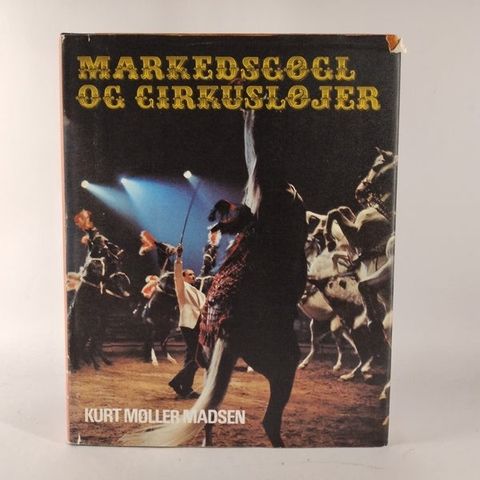 MARKEDSGØGL
OG CIRKUSLØJER
KURT MØLLER MADSEN